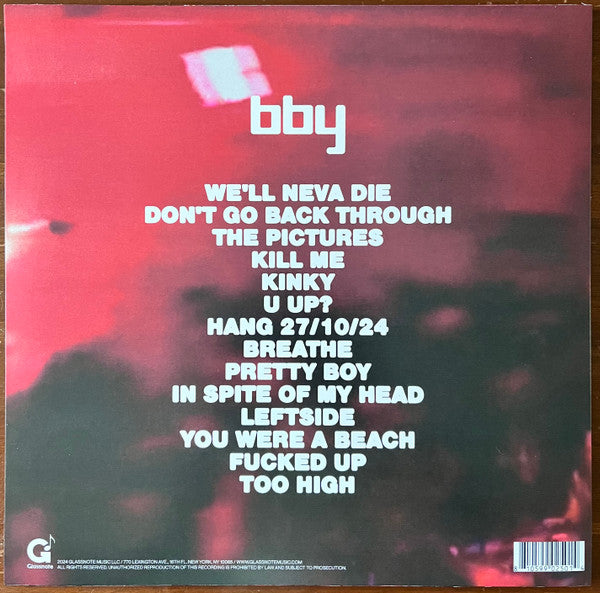 bby
WE'LL NEVA DIE
DON'T GO BACK THROUGH
THE PICTURES
KILL ME
KINKY
U UP?
HANG 27/10/24
BREATHE
PRETTY BOY
IN SPITE OF MY HEAD
LEFTSIDE
YOU WERE A BEACH
FUCKED UP
TOO HIGH
G
Glassnote
2024 GLASSNOTE MUSIC LLC / 770 LEXINGTON AVE., 16TH FL. NEW YORK, NY 10065 / WWW.GLASSNOTEMUSIC.COM
ALL RIGHTS RESERVED. UNAUTHORIZED REPRODUCTION OF THIS RECORDING IS PROHIBITED BY LAW AND SUBJECT TO PROSECUTION.